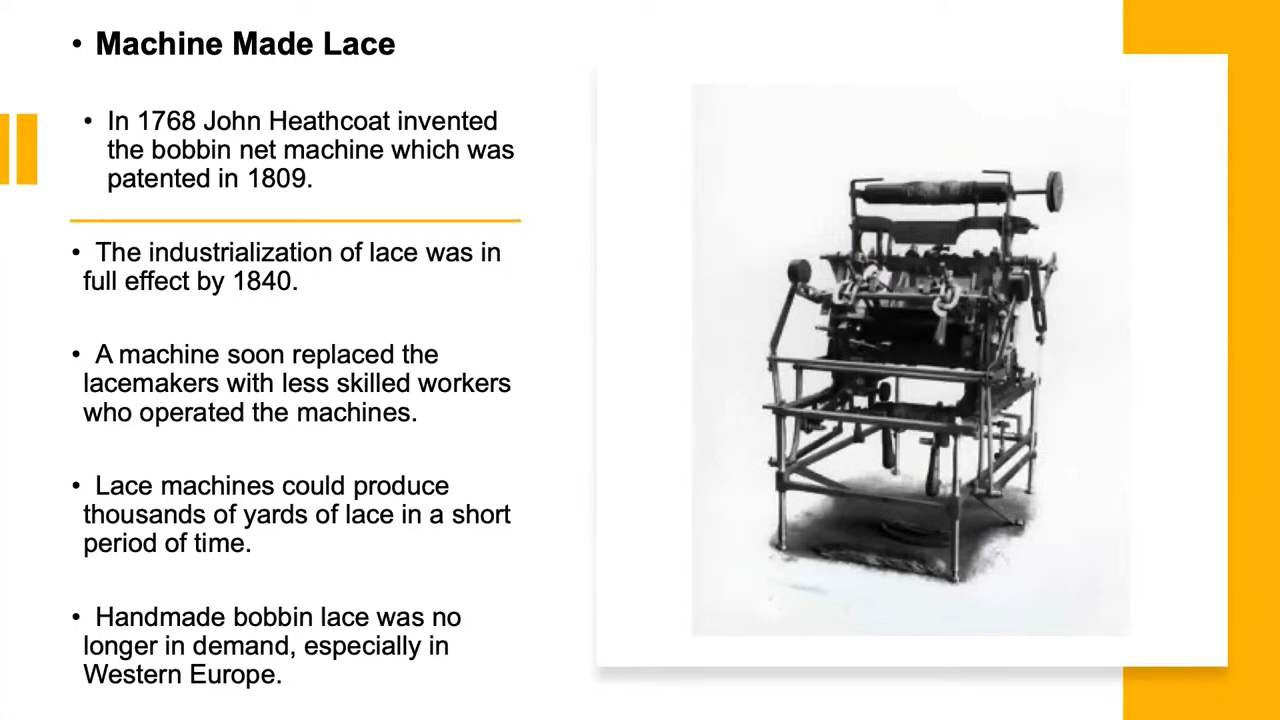 • Machine Made Lace
• In 1768 John Heathcoat invented
the bobbin net machine which was
patented in 1809.
• The industrialization of lace was in
full effect by 1840.
• A machine soon replaced the
lacemakers with less skilled workers
who operated the machines.
• Lace machines could produce
thousands of yards of lace in a short
period of time.
• Handmade bobbin lace was no
longer in demand, especially in
Western Europe.